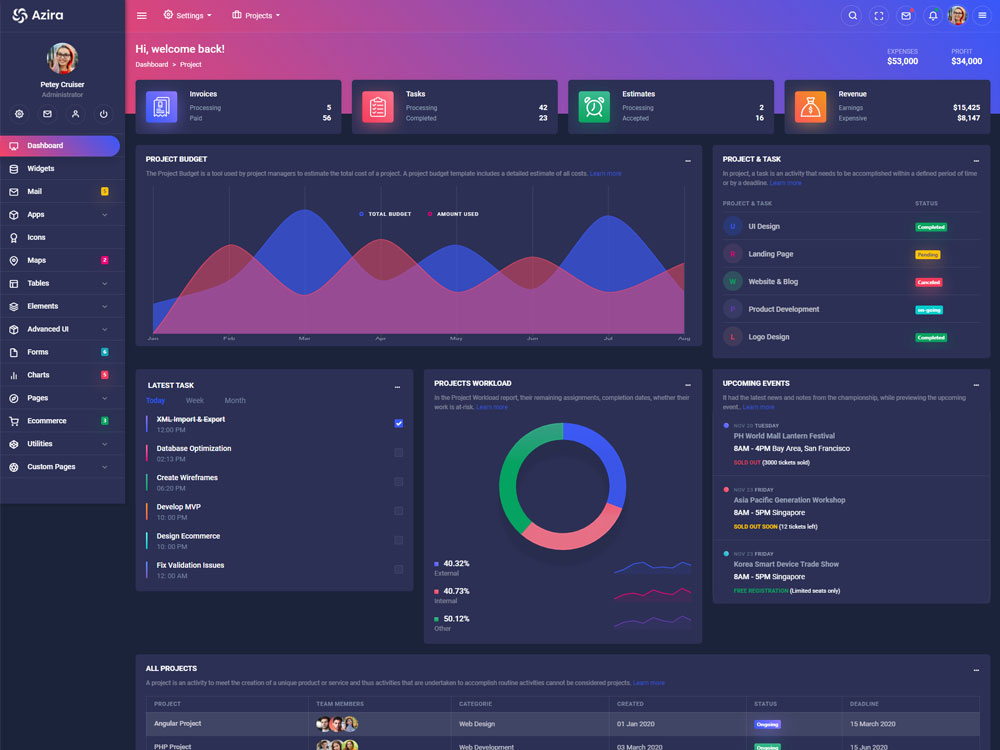 Azira
Settings
Projects
Petey Cruiser
Administrator
Dashboard
Widgets
Mail
Apps
Icons
Maps 2
Tables
Elements
Advanced UI
Forms 6
Charts 5
Pages
Ecommerce 3
Utilities
Custom Pages
Hi, welcome back!
Dashboard > Project
EXPENSES
$53,000
PROFIT
$34,000
Invoices
Processing 5
Paid 56
Tasks
Processing 42
Completed 23
Estimates
Processing 2
Accepted 16
Revenue
Earnings $15,425
Expensive $8,147
PROJECT BUDGET
The Project Budget is a tool used by project managers to estimate the total cost of a project. A project budget template includes a detailed estimate of all costs. Learn more
TOTAL BUDGET AMOUNT USED
Jan Feb Mar Apr May Jun Jul Aug
PROJECT & TASK
In project, a task is an activity that needs to be accomplished within a defined period of time
or by a deadline. Learn more
PROJECT & TASK STATUS
U UI Design Completed
R Landing Page Pending
W Website & Blog Canceled
P Product Development on-going
L Logo Design Completed
LATEST TASK
Today Week Month
XML Import & Export
12:00 PM
Database Optimization
02:13 PM
Create Wireframes
06:20 PM
Develop MVP
10: 00 PM
Design Ecommerce
10: 00 PM
Fix Validation Issues
12: 00 AM
PROJECTS WORKLOAD
In the Project Workload report, their remaining assignments, completion dates, whether their
work is at-risk. Learn more
40.32%
External
40.73%
Internal
50.12%
Other
UPCOMING EVENTS
It had the latest news and notes from the championship, while previewing the upcoming
event.. Learn more
NOV 23 TUESDAY
PH World Mall Lantern Festival
8AM - 4PM Bay Area, San Francisco
SOLD OUT (3000 tickets sold)
NOV 23 FRIDAY
Asia Pacific Generation Workshop
8AM - 5PM Singapore
SOLD OUT SOON (12 tickets left)
NOV 23 FRIDAY
Korea Smart Device Trade Show
8AM - 5PM Singapore
FREE REGISTRATION (Limited seats only)
ALL PROJECTS
A project is an activity to meet the creation of a unique product or service and thus activities that are undertaken to accomplish routine activities cannot be considered projects. Learn more
PROJECT TEAM MEMBERS CATEGORIE CREATED STATUS DEADLINE
Angular Project Web Design 01 Jan 2020 Ongoing 15 March 2020
PHP Project Web Development 03 March 2020 Ongoing 15 Jun 2020